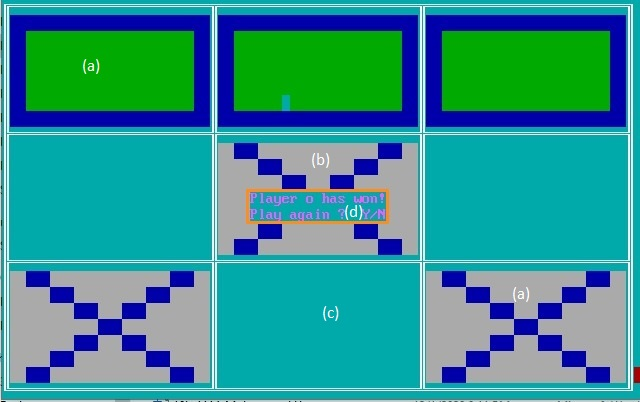 (a)
(b)
Player o has won!
Play again ? (d) Y/N
(a)
(c)